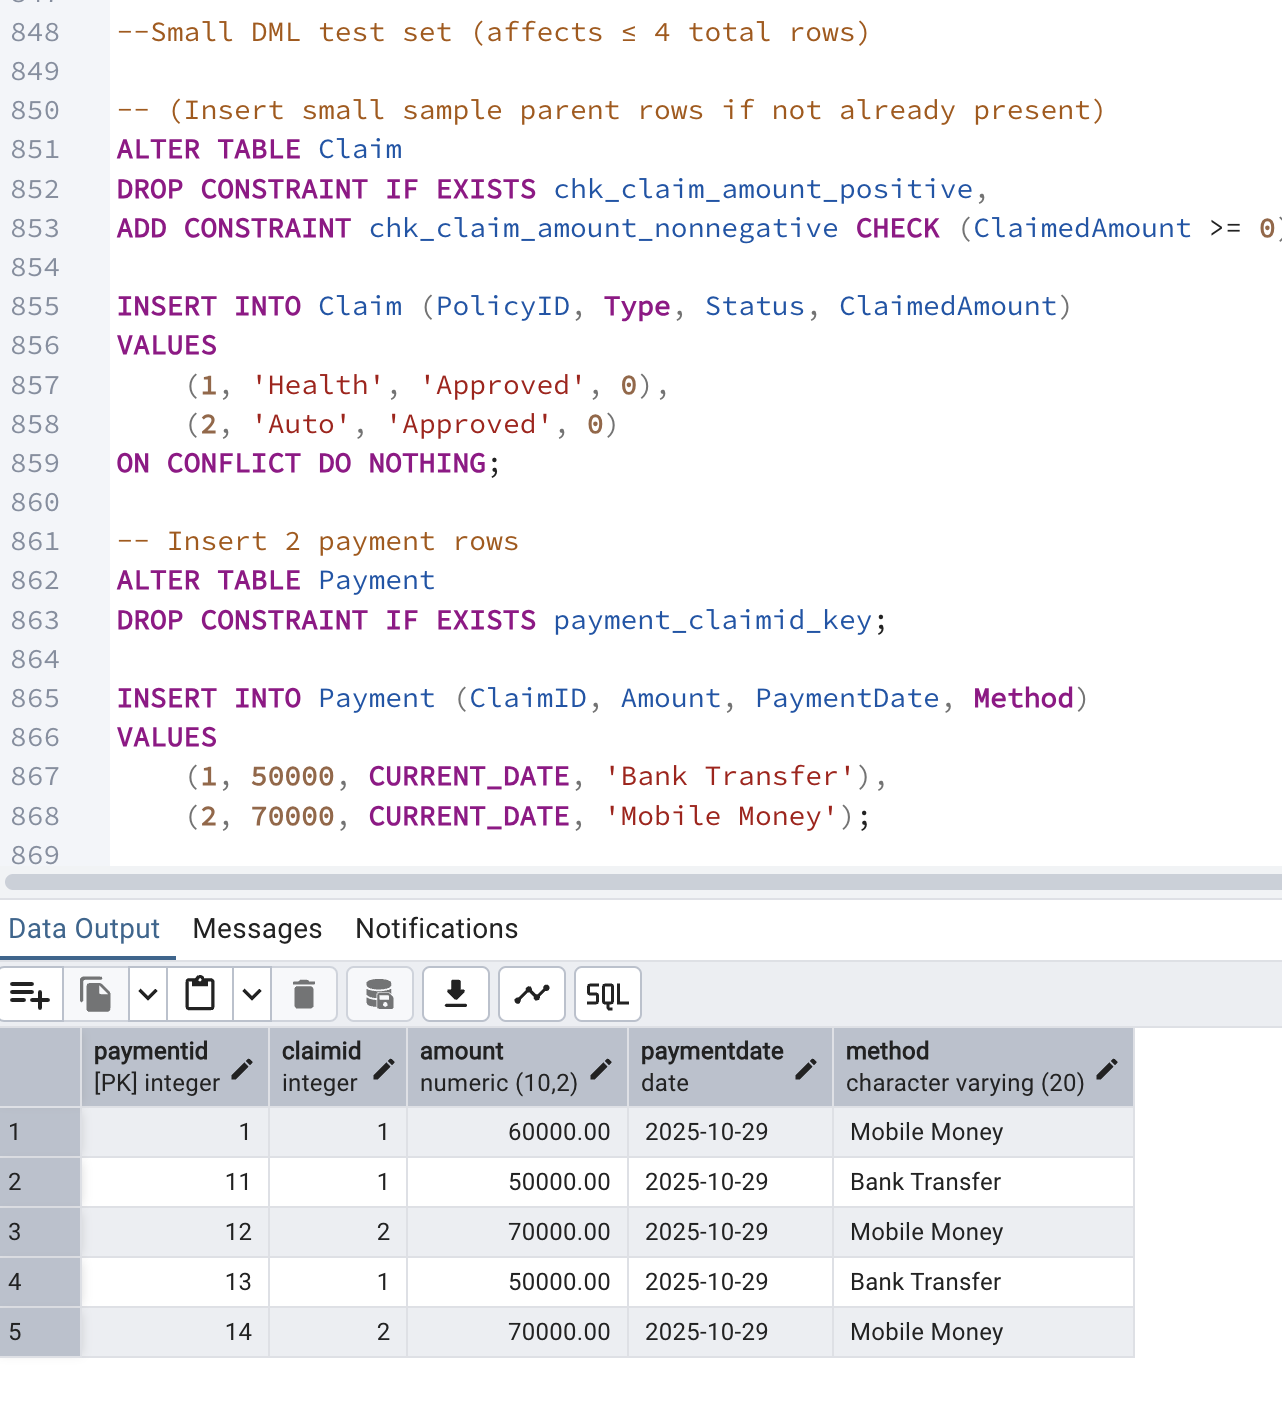 848 --Small DML test set (affects ≤ 4 total rows)
849
850 -- (Insert small sample parent rows if not already present)
851 ALTER TABLE Claim
852 DROP CONSTRAINT IF EXISTS chk_claim_amount_positive,
853 ADD CONSTRAINT chk_claim_amount_nonnegative CHECK (ClaimedAmount >= 0)
854
855 INSERT INTO Claim (PolicyID, Type, Status, ClaimedAmount)
856 VALUES
857 (1, 'Health', 'Approved', 0),
858 (2, 'Auto', 'Approved', 0)
859 ON CONFLICT DO NOTHING;
860
861 -- Insert 2 payment rows
862 ALTER TABLE Payment
863 DROP CONSTRAINT IF EXISTS payment_claimid_key;
864
865 INSERT INTO Payment (ClaimID, Amount, PaymentDate, Method)
866 VALUES
867 (1, 50000, CURRENT_DATE, 'Bank Transfer'),
868 (2, 70000, CURRENT_DATE, 'Mobile Money');
869
Data Output Messages Notifications
SQL
paymentid claimid amount paymentdate method
[PK] integer integer numeric (10,2) date character varying (20)
1 1 1 60000.00 2025-10-29 Mobile Money
2 11 1 50000.00 2025-10-29 Bank Transfer
3 12 2 70000.00 2025-10-29 Mobile Money
4 13 1 50000.00 2025-10-29 Bank Transfer
5 14 2 70000.00 2025-10-29 Mobile Money